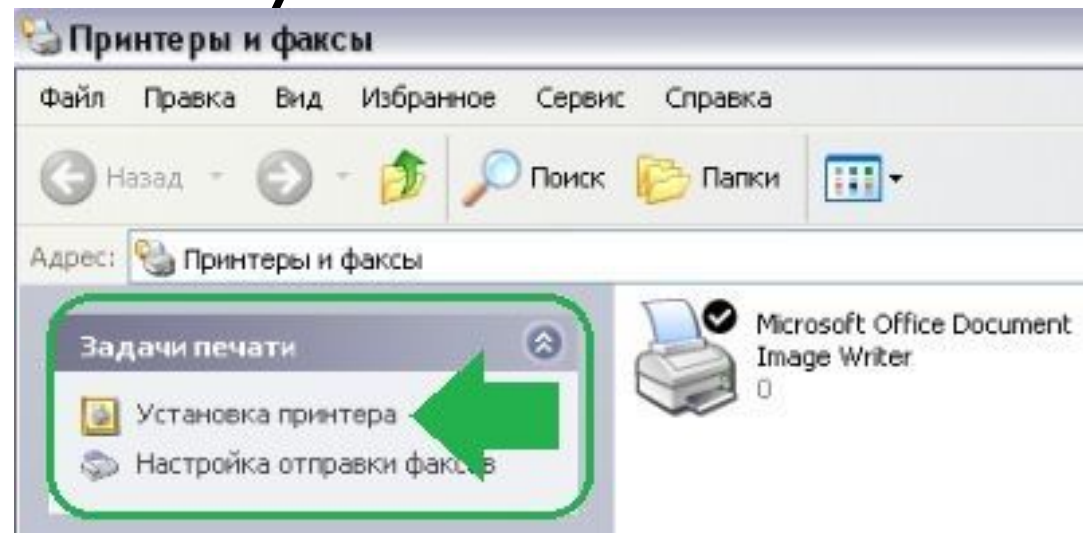 Принтеры и факсы
Файл Правка Вид Избранное Сервис Справка
Назад Поиск Папки
Адрес: Принтеры и факсы
Задачи печати
Установка принтера
Настройка отправки факсов
Microsoft Office Document
Image Writer
0